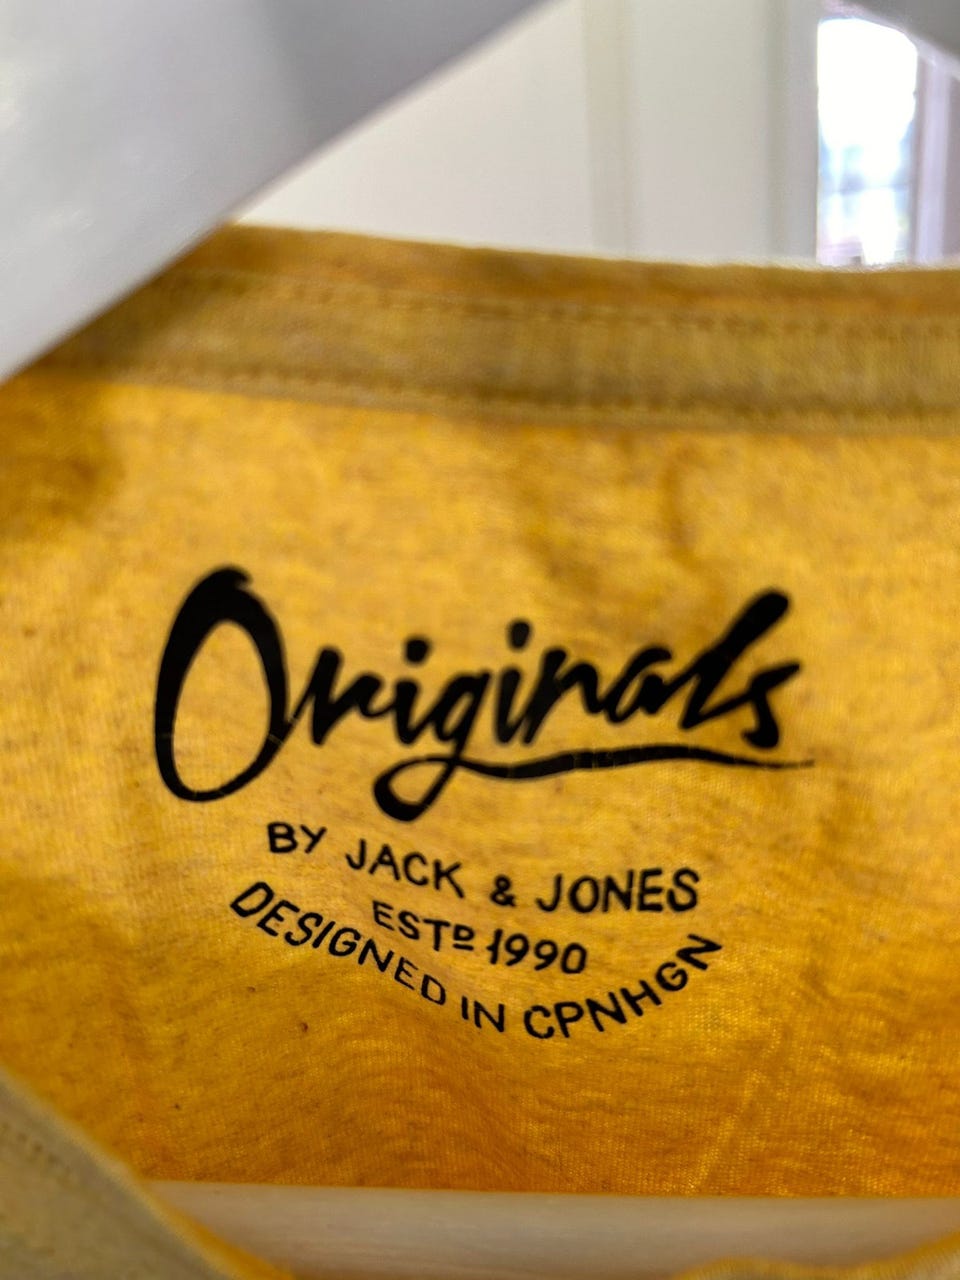 Originals
BY JACK & JONES
ESTD 1990
DESIGNED IN CPNHGN